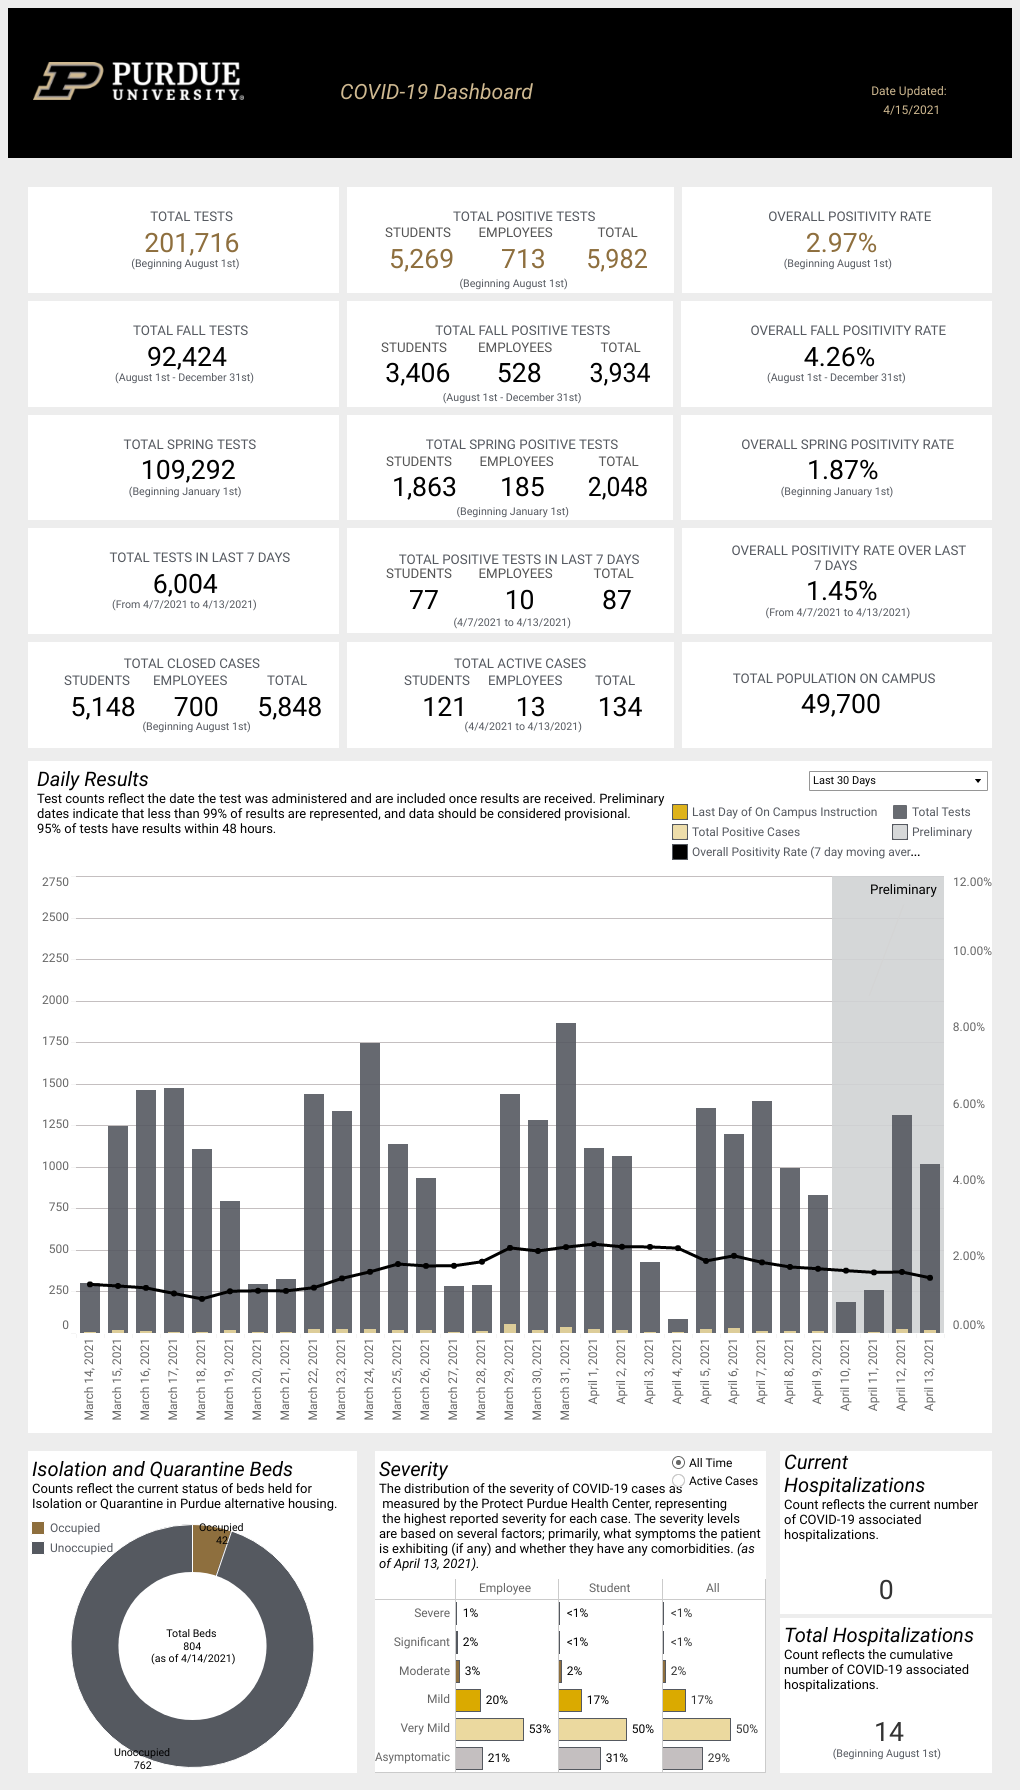 PURDUE
UNIVERSITY®
COVID-19 Dashboard
Date Updated:
4/15/2021
TOTAL TESTS
201,716
(Beginning August 1st)
TOTAL POSITIVE TESTS
STUDENTS EMPLOYEES TOTAL
5,269 713 5,982
(Beginning August 1st)
OVERALL POSITIVITY RATE
2.97%
(Beginning August 1st)
TOTAL FALL TESTS
92,424
(August 1st - December 31st)
TOTAL FALL POSITIVE TESTS
STUDENTS EMPLOYEES TOTAL
3,406 528 3,934
(August 1st - December 31st)
OVERALL FALL POSITIVITY RATE
4.26%
(August 1st - December 31st)
TOTAL SPRING TESTS
109,292
(Beginning January 1st)
TOTAL SPRING POSITIVE TESTS
STUDENTS EMPLOYEES TOTAL
1,863 185 2,048
(Beginning January 1st)
OVERALL SPRING POSITIVITY RATE
1.87%
(Beginning January 1st)
TOTAL TESTS IN LAST 7 DAYS
6,004
(From 4/7/2021 to 4/13/2021)
TOTAL POSITIVE TESTS IN LAST 7 DAYS
STUDENTS EMPLOYEES TOTAL
77 10 87
(4/7/2021 to 4/13/2021)
OVERALL POSITIVITY RATE OVER LAST
7 DAYS
1.45%
(From 4/7/2021 to 4/13/2021)
TOTAL CLOSED CASES
STUDENTS EMPLOYEES TOTAL
5,148 700 5,848
(Beginning August 1st)
TOTAL ACTIVE CASES
STUDENTS EMPLOYEES TOTAL
121 13 134
(4/4/2021 to 4/13/2021)
TOTAL POPULATION ON CAMPUS
49,700
Daily Results
Test counts reflect the date the test was administered and are included once results are received. Preliminary
dates indicate that less than 99% of results are represented, and data should be considered provisional.
95% of tests have results within 48 hours.
Last 30 Days
Last Day of On Campus Instruction
Total Tests
Total Positive Cases
Preliminary
Overall Positivity Rate (7 day moving aver...
2750
2500
2250
2000
1750
1500
1250
1000
750
500
250
0
Preliminary
12.00%
10.00%
8.00%
6.00%
4.00%
2.00%
0.00%
March 14, 2021
March 15, 2021
March 16, 2021
March 17, 2021
March 18, 2021
March 19, 2021
March 20, 2021
March 21, 2021
March 22, 2021
March 23, 2021
March 24, 2021
March 25, 2021
March 26, 2021
March 27, 2021
March 28, 2021
March 29, 2021
March 30, 2021
March 31, 2021
April 1, 2021
April 2, 2021
April 3, 2021
April 4, 2021
April 5, 2021
April 6, 2021
April 7, 2021
April 8, 2021
April 9, 2021
April 10, 2021
April 11, 2021
April 12, 2021
April 13, 2021
Isolation and Quarantine Beds
Counts reflect the current status of beds held for
Isolation or Quarantine in Purdue alternative housing.
Occupied
Unoccupied
Occupied
42
Total Beds
804
(as of 4/14/2021)
Unoccupied
762
Severity
All Time
Active Cases
The distribution of the severity of COVID-19 cases as
measured by the Protect Purdue Health Center, representing
the highest reported severity for each case. The severity levels
are based on several factors; primarily, what symptoms the patient
is exhibiting (if any) and whether they have any comorbidities. (as
of April 13, 2021).
Employee Student All
Severe 1% <1% <1%
Significant 2% <1% <1%
Moderate 3% 2% 2%
Mild 20% 17% 17%
Very Mild 53% 50% 50%
Asymptomatic 21% 31% 29%
Current
Hospitalizations
Count reflects the current number
of COVID-19 associated
hospitalizations.
0
Total Hospitalizations
Count reflects the cumulative
number of COVID-19 associated
hospitalizations.
14
(Beginning August 1st)